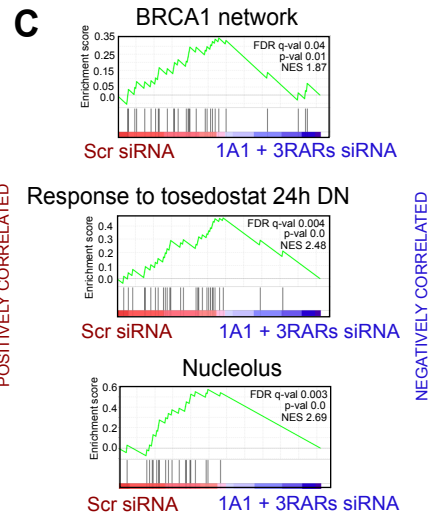 C
BRCA1 network
Enrichment score
0.35
0.25
0.15
0.05
0.0
FDR q-val 0.04
p-val 0.01
NES 1.87
Scr siRNA
1A1 + 3RARs siRNA
POSITIVELY CORRELATED
NEGATIVELY CORRELATED
Response to tosedostat 24h DN
Enrichment score
0.4
0.3
0.2
0.1
0.0
FDR q-val 0.004
p-val 0.0
NES 2.48
Scr siRNA
1A1 + 3RARs siRNA
Nucleolus
Enrichment score
0.6
0.4
0.2
0.0
FDR q-val 0.003
p-val 0.0
NES 2.69
Scr siRNA
1A1 + 3RARs siRNA